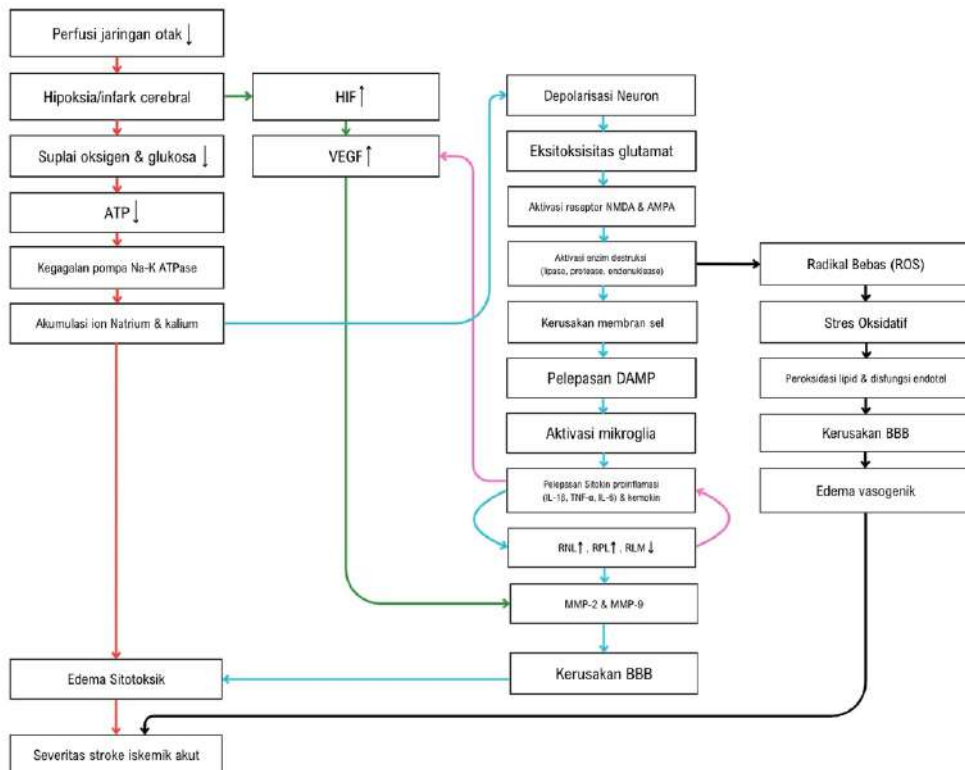 Perfusi jaringan otak ↓
Hipoksia/infark cerebral
Suplai oksigen & glukosa ↓
ATP ↓
Kegagalan pompa Na-K ATPase
Akumulasi ion Natrium & kalium
Edema Sitotoksik
Severitas stroke iskemik akut
HIF ↑
VEGF ↑
Depolarisasi Neuron
Eksitoksisitas glutamat
Aktivasi reseptor NMDA & AMPA
Aktivasi enzim destruksi
(lipase, protease, endonuklease)
Kerusakan membran sel
Pelepasan DAMP
Aktivasi mikroglia
Pelepasan Sitokin proinflamasi
(IL-1β, TNF-α, IL-6) & kemokin
RNL ↑ , RPL ↑ , RLM ↓
MMP-2 & MMP-9
Kerusakan BBB
Radikal Bebas (ROS)
Stres Oksidatif
Peroksidasi lipid & disfungsi endotel
Kerusakan BBB
Edema vasogenik